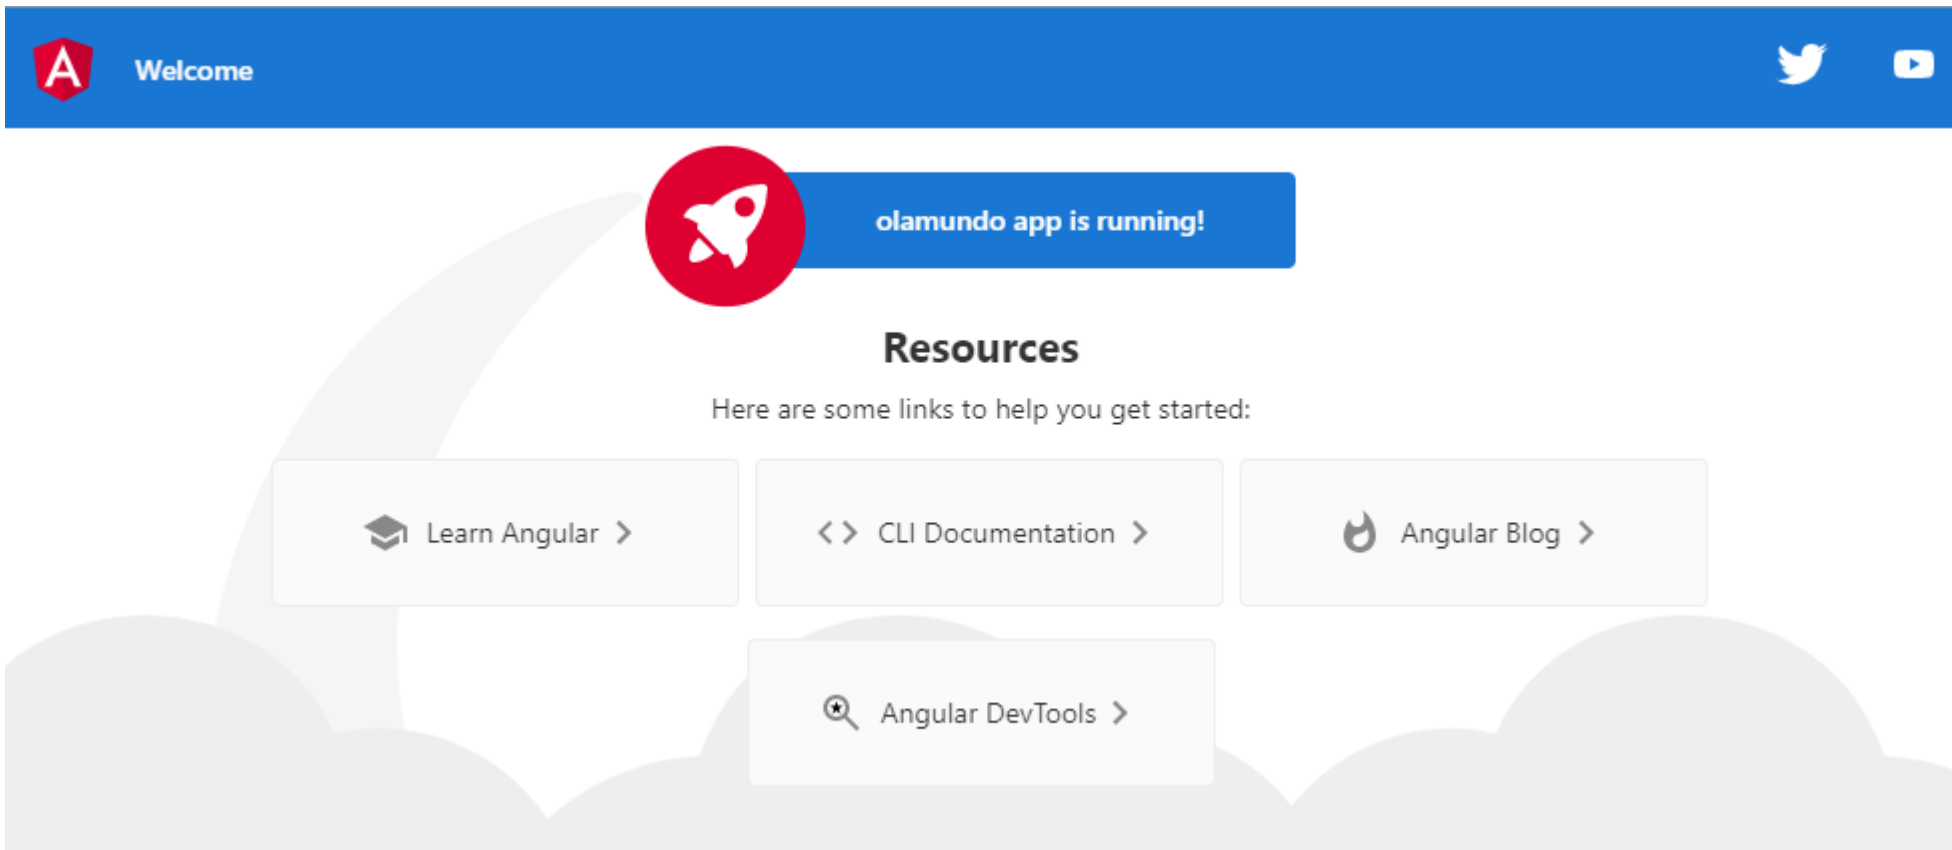 A
Welcome
olamundo app is running!
Resources
Here are some links to help you get started:
Learn Angular
CLI Documentation
Angular Blog
Angular DevTools